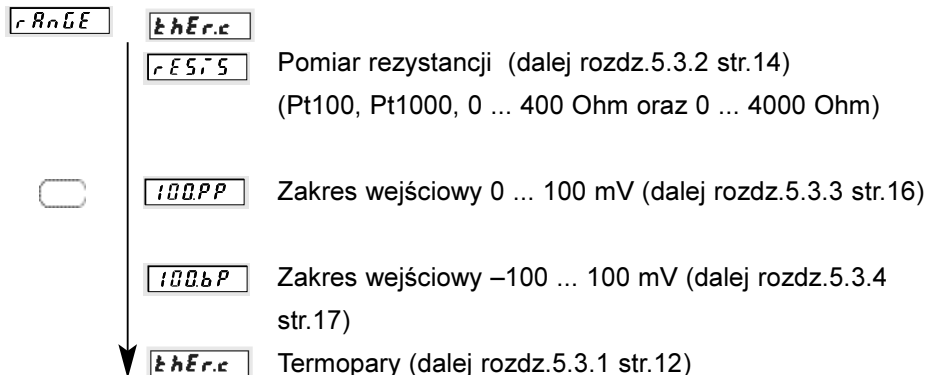 rAnGE thEr.c
rESiS Pomiar rezystancji (dalej rozdz.5.3.2 str.14)
(Pt100, Pt1000, 0 ... 400 Ohm oraz 0 ... 4000 Ohm)
100.PP Zakres wejściowy 0 ... 100 mV (dalej rozdz.5.3.3 str.16)
100.bP Zakres wejściowy –100 ... 100 mV (dalej rozdz.5.3.4
str.17)
thEr.c Termopary (dalej rozdz.5.3.1 str.12)